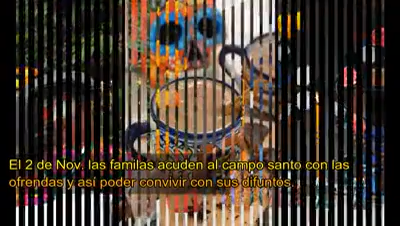 El 2 de Nov. las familas acuden al campo santo con las
ofrendas y así poder convivir con sus difuntos.